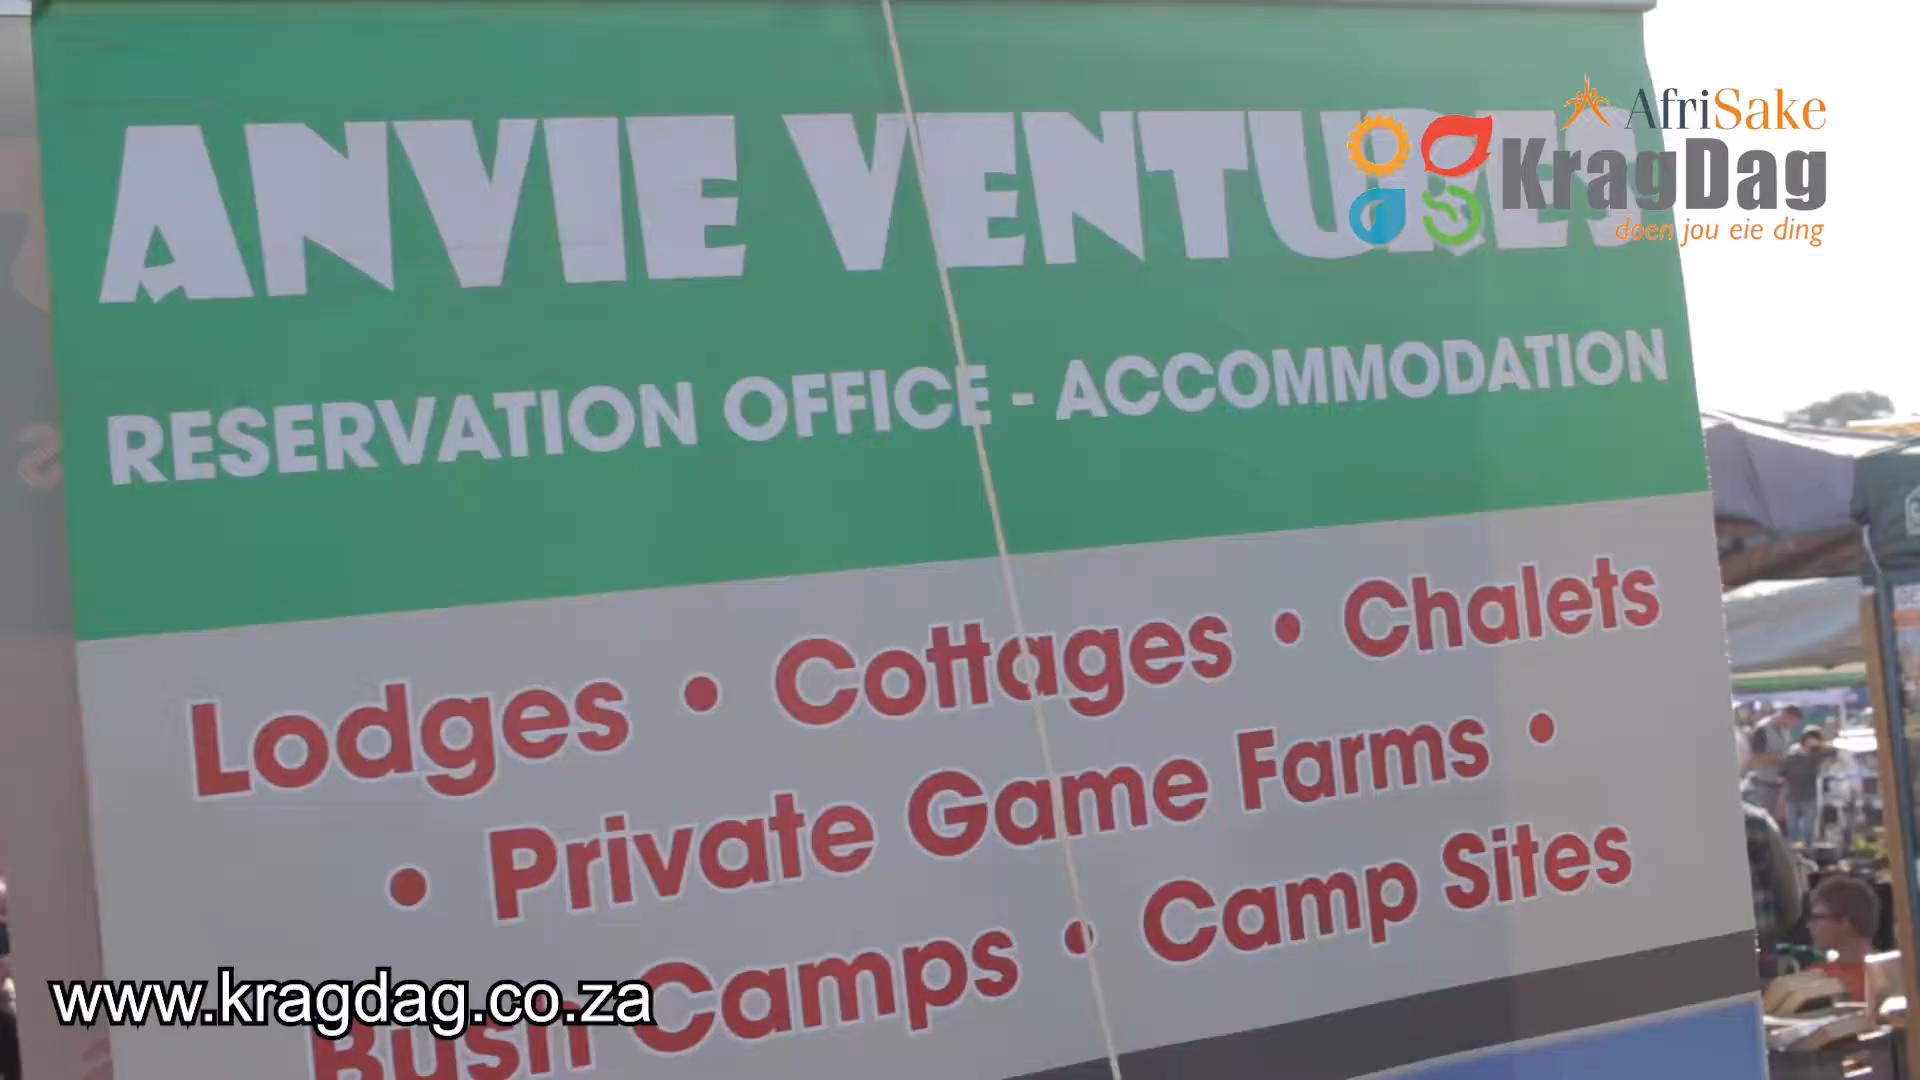 ANVIE VENTURES
RESERVATION OFFICE - ACCOMMODATION
Lodges • Cottages • Chalets
• Private Game Farms •
Bush Camps • Camp Sites
AfriSake
KragDag
doen jou eie ding
www.kragdag.co.za